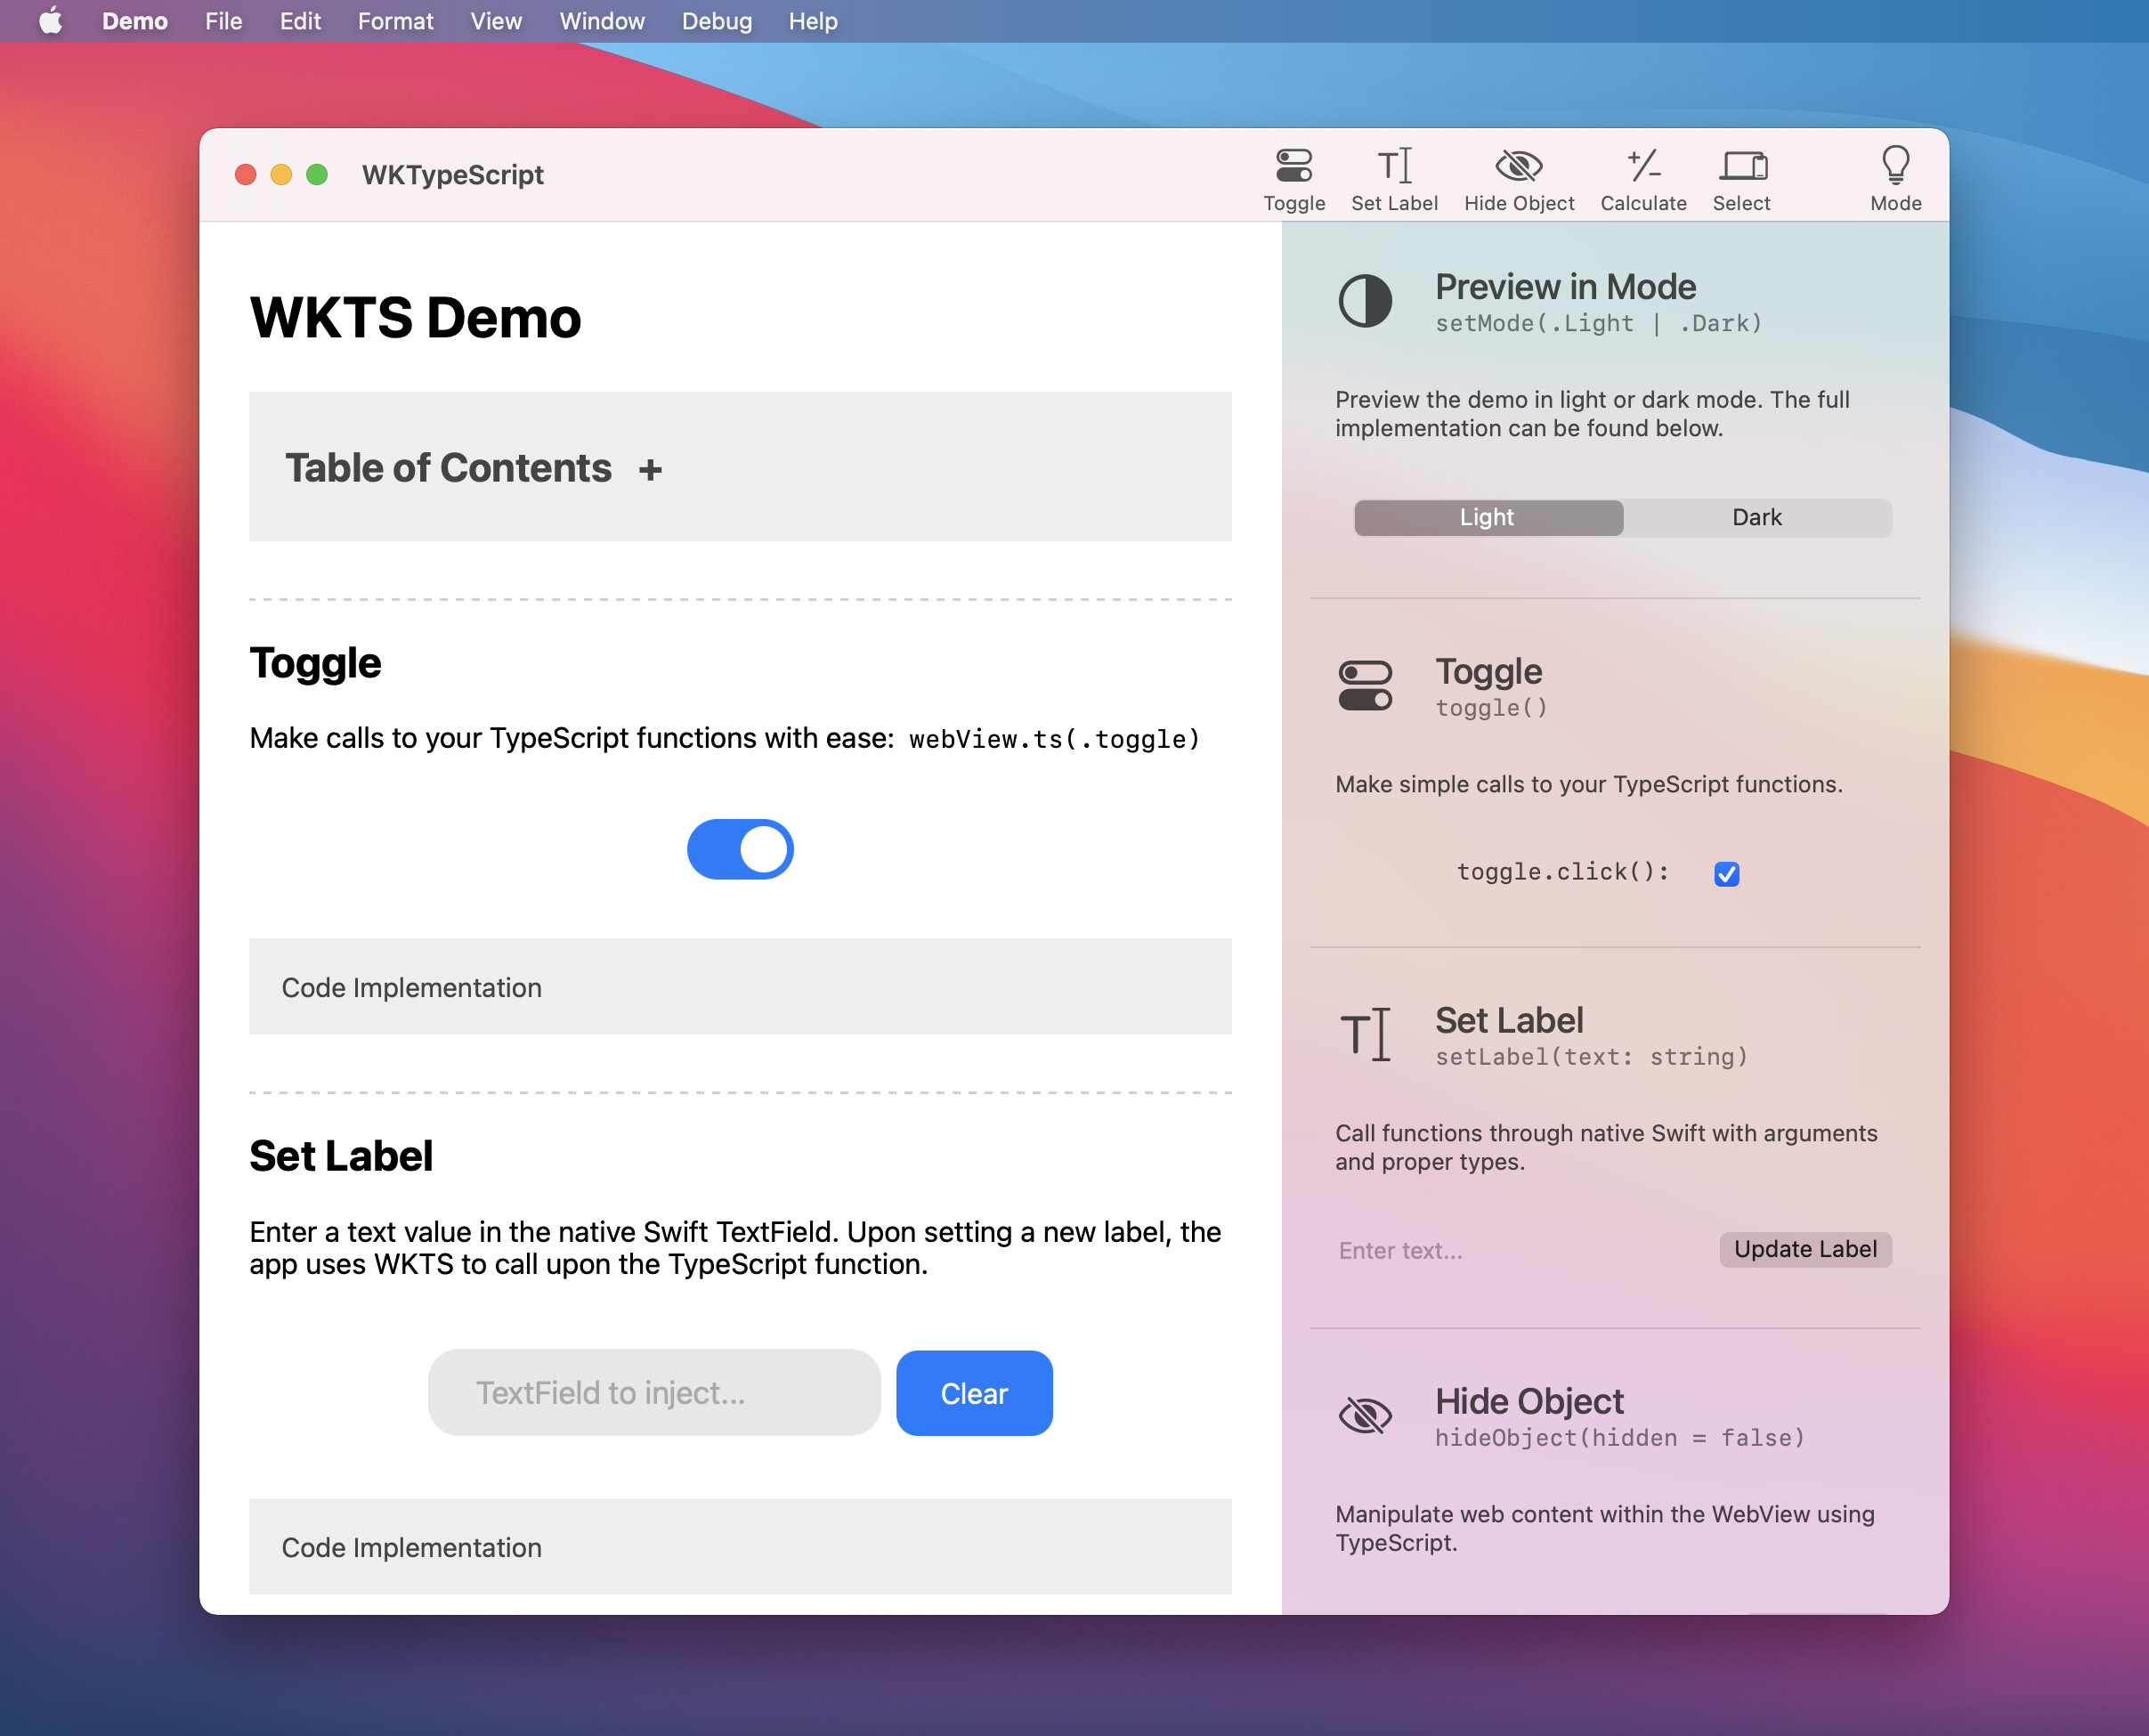 Demo File Edit Format View Window Debug Help
WKTypeScript
Toggle Set Label Hide Object Calculate Select Mode
WKTS Demo
Table of Contents +
Toggle
Make calls to your TypeScript functions with ease: webView.ts(.toggle)
Code Implementation
Set Label
Enter a text value in the native Swift TextField. Upon setting a new label, the
app uses WKTS to call upon the TypeScript function.
TextField to inject...
Clear
Code Implementation
Preview in Mode
setMode(.Light | .Dark)
Preview the demo in light or dark mode. The full
implementation can be found below.
Light Dark
Toggle
toggle()
Make simple calls to your TypeScript functions.
toggle.click():
Set Label
setLabel(text: string)
Call functions through native Swift with arguments
and proper types.
Enter text... Update Label
Hide Object
hideObject(hidden = false)
Manipulate web content within the WebView using
TypeScript.